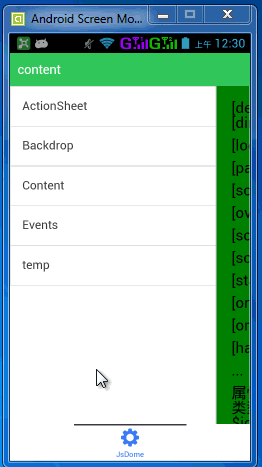 Android Screen Mo...
上午 12:30
content
ActionSheet
Backdrop
Content
Events
temp
[de
[di
[lo
[pa
[sc
[ov
[sc
[sc
[st
[or
[or
[ha
...
属
类
JsDome